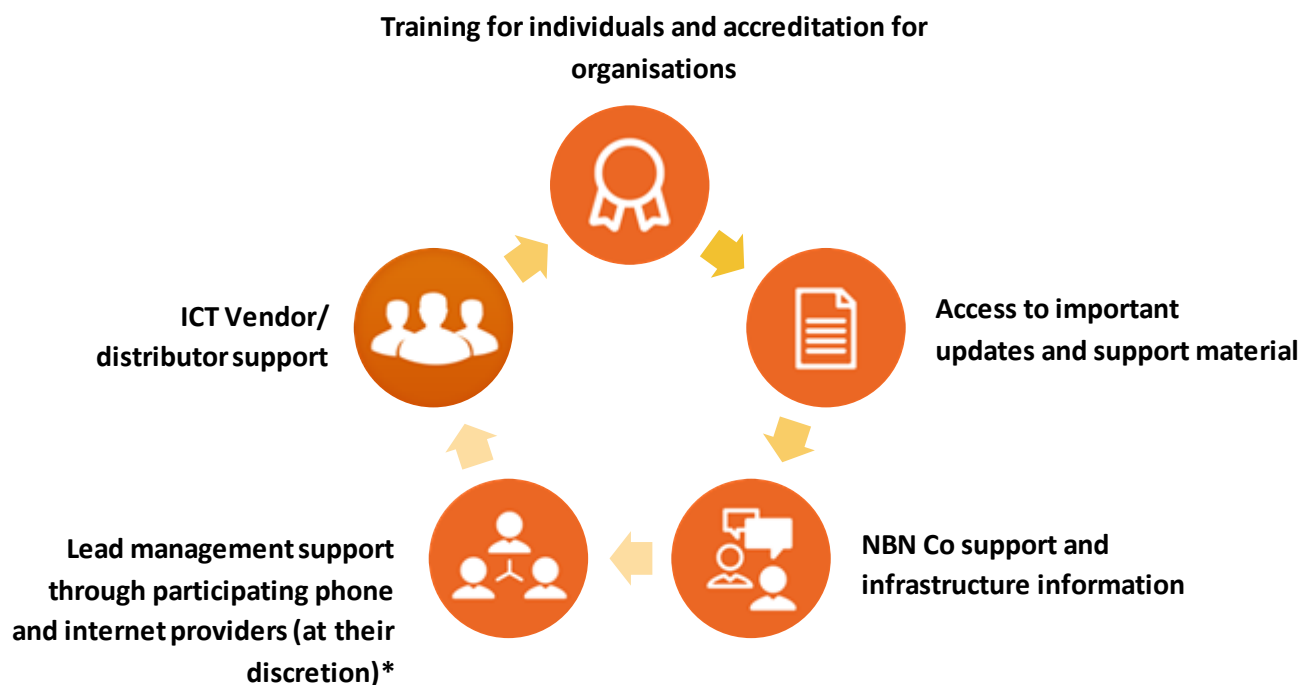 Training for individuals and accreditation for
organisations
Access to important
updates and support material
NBN Co support and
infrastructure information
Lead management support
through participating phone
and internet providers (at their
discretion)*
ICT Vendor/
distributor support